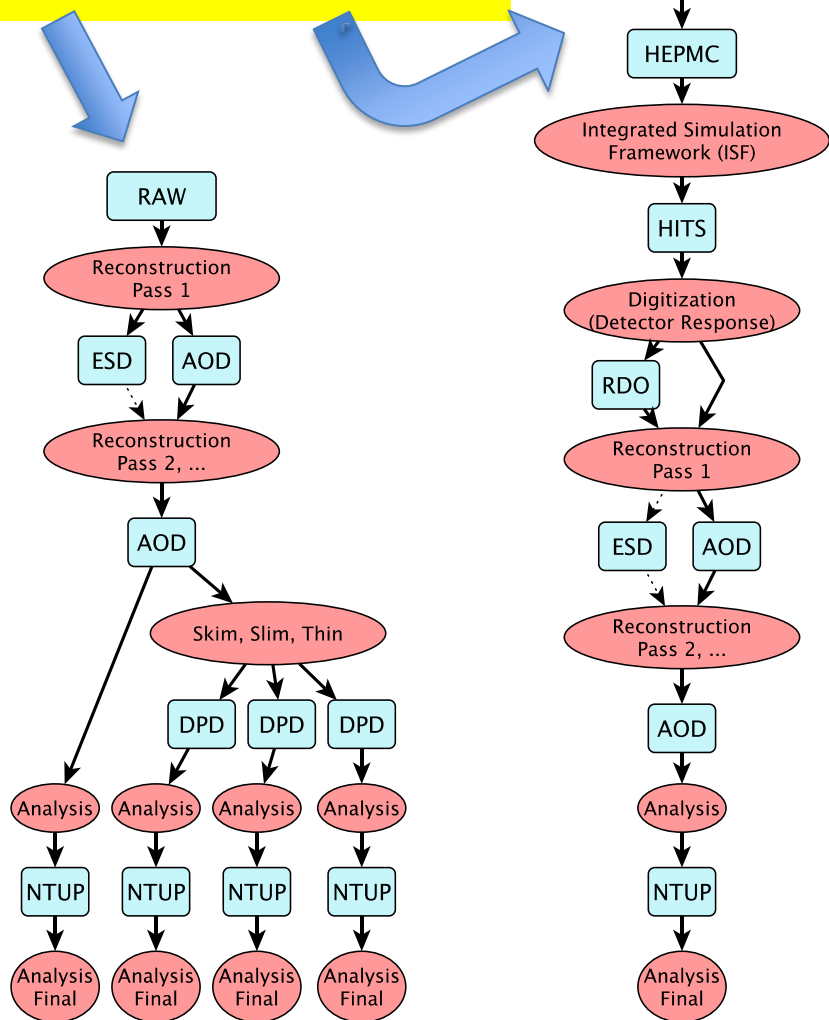 HEPMC
Integrated Simulation
Framework (ISF)
HITS
Digitization
(Detector Response)
RDO
Reconstruction
Pass 1
ESD
AOD
Reconstruction
Pass 2, ...
AOD
Analysis
NTUP
Analysis
Final
RAW
Reconstruction
Pass 1
ESD
AOD
Reconstruction
Pass 2, ...
AOD
Skim, Slim, Thin
DPD
DPD
DPD
Analysis
Analysis
Analysis
Analysis
NTUP
NTUP
NTUP
NTUP
Analysis
Final
Analysis
Final
Analysis
Final
Analysis
Final